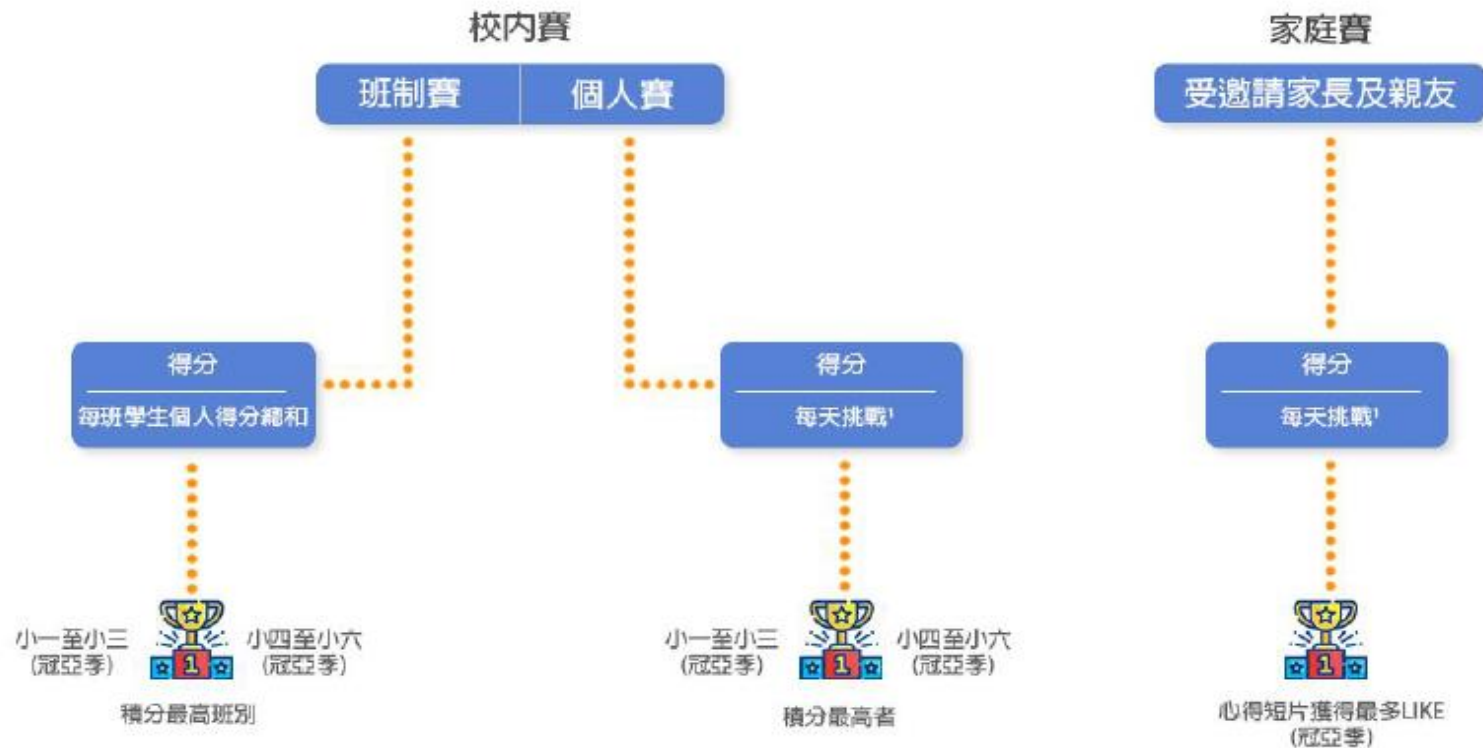 校內賽
班制賽
個人賽
得分
每班學生個人得分總和
小一至小三
(冠亞季)
1
小四至小六
(冠亞季)
積分最高班別
得分
每天挑戰¹
小一至小三
(冠亞季)
1
小四至小六
(冠亞季)
積分最高者
家庭賽
受邀請家長及親友
得分
每天挑戰¹
1
心得短片獲得最多LIKE
(冠亞季)